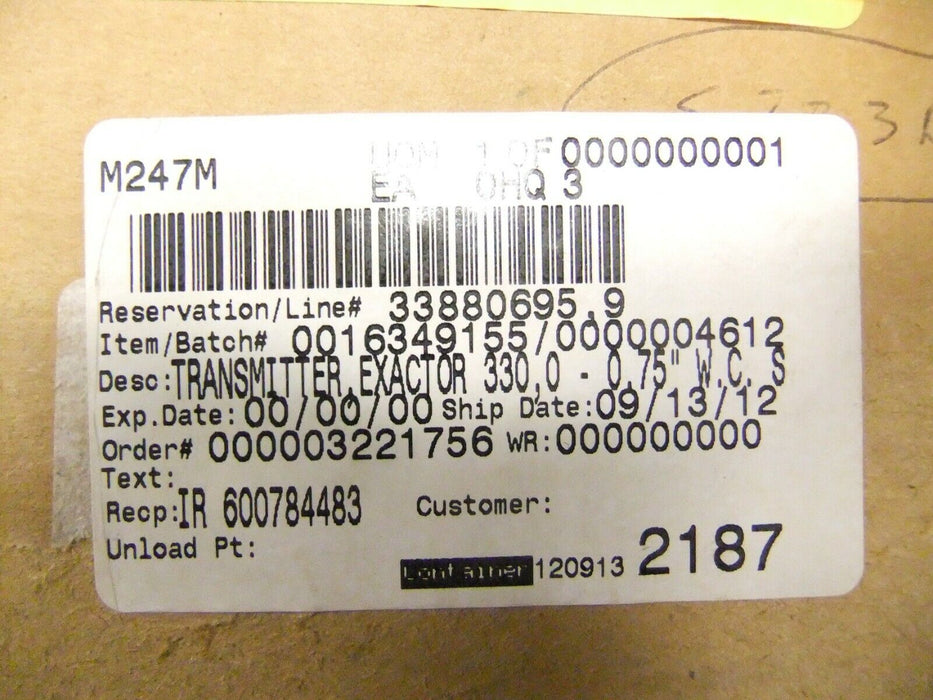 M247M
UOM 1 OF 0000000001
EA OHQ 3
Reservation/Line# 33880695,9
Item/Batch# 0016349155/0000004612
Desc:TRANSMITTER,EXACTOR 330,0 - 0.75" W.C. S
Exp.Date: 00/00/00 Ship Date:09/13/12
Order# 000003221756 WR:000000000
Text:
Recp:IR 600784483 Customer:
Unload Pt:
Container 120913 2187